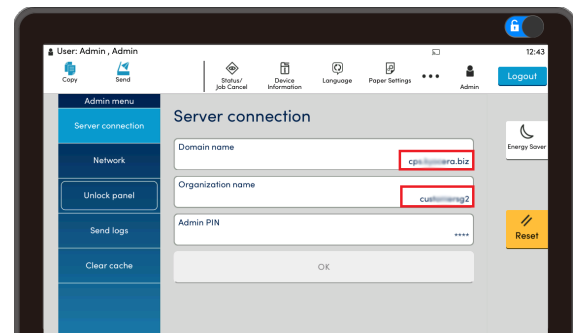 User: Admin , Admin
12:43
Copy
Send
Status/
Job Cancel
Device
Information
Language
Paper Settings
Admin
Logout
Admin menu
Server connection
Network
Unlock panel
Send logs
Clear cache
Server connection
Domain name
Organization name
Admin PIN
****
OK
Energy Saver
Reset